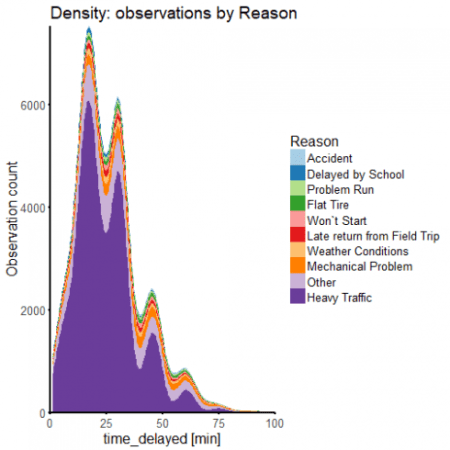 Density: observations by Reason
6000
4000
2000
0
Observation count
0 25 50 75 100
time_delayed [min]
Reason
Accident
Delayed by School
Problem Run
Flat Tire
Won`t Start
Late return from Field Trip
Weather Conditions
Mechanical Problem
Other
Heavy Traffic